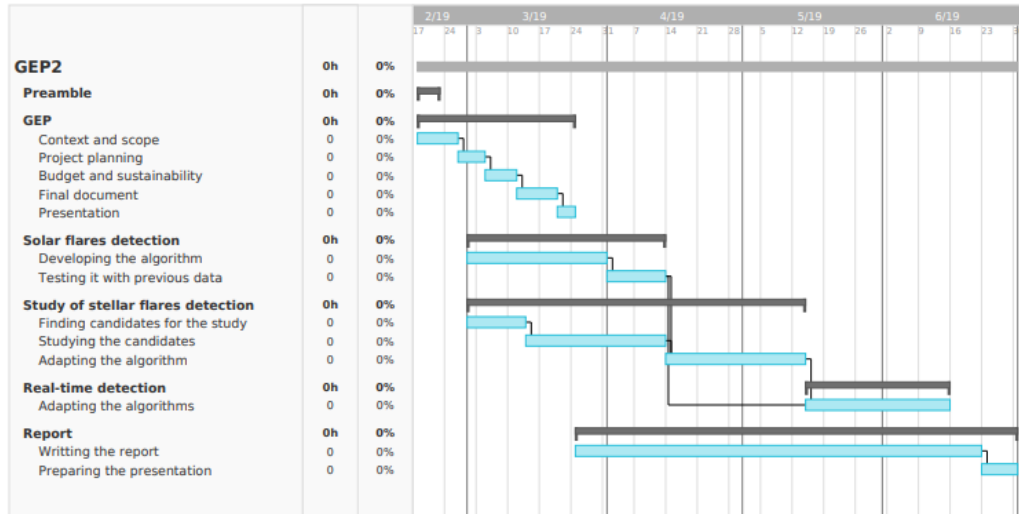 2/19 3/19 4/19 5/19 6/19
17 24 3 10 17 24 31 7 14 21 28 5 12 19 26 2 9 16 23
GEP2 0h 0%
Preamble 0h 0%
GEP 0h 0%
Context and scope 0 0%
Project planning 0 0%
Budget and sustainability 0 0%
Final document 0 0%
Presentation 0 0%
Solar flares detection 0h 0%
Developing the algorithm 0 0%
Testing it with previous data 0 0%
Study of stellar flares detection 0h 0%
Finding candidates for the study 0 0%
Studying the candidates 0 0%
Adapting the algorithm 0 0%
Real-time detection 0h 0%
Adapting the algorithms 0 0%
Report 0h 0%
Writting the report 0 0%
Preparing the presentation 0 0%